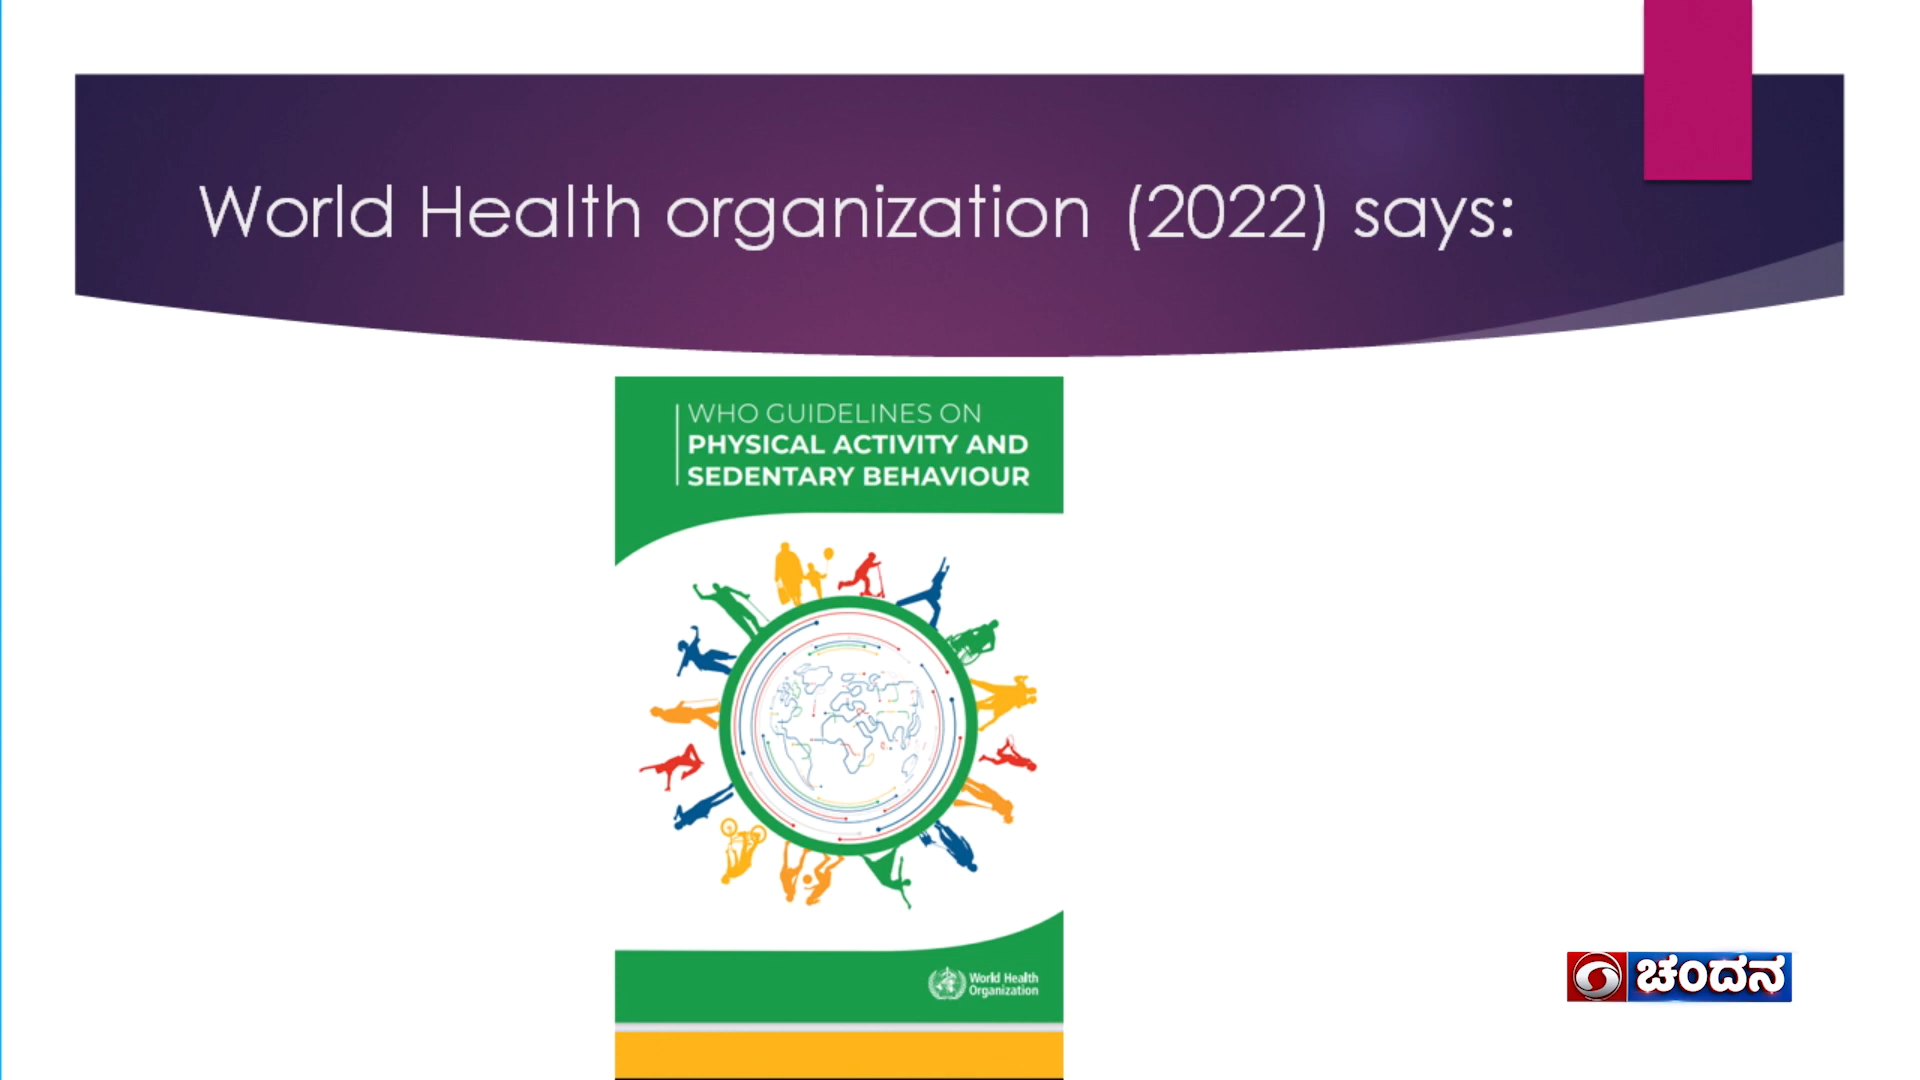 World Health organization (2022) says:
WHO GUIDELINES ON
PHYSICAL ACTIVITY AND
SEDENTARY BEHAVIOUR
World Health
Organization
ಚಂದನ